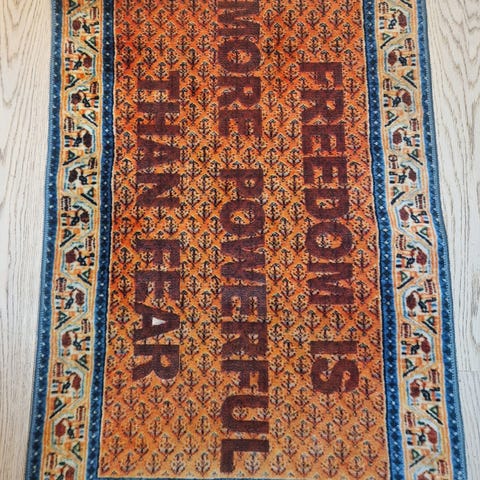 FREEDOM IS
MORE POWERFUL
THAN FEAR